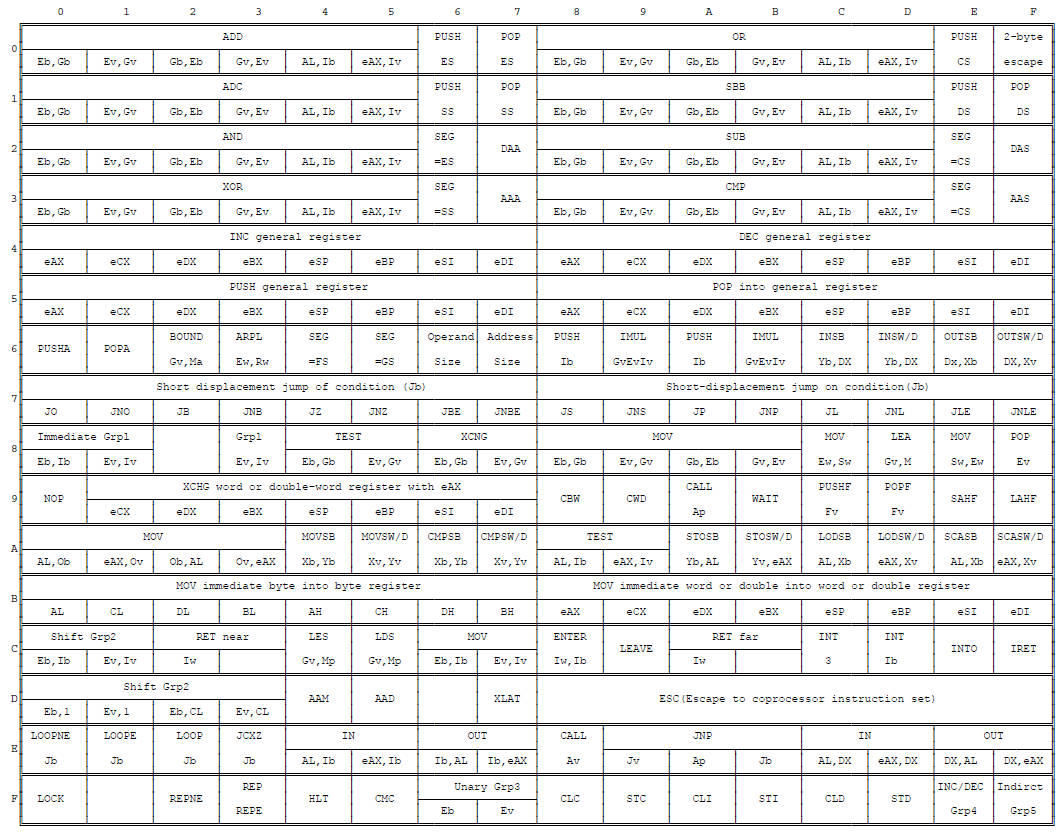 0 1 2 3 4 5 6 7 8 9 A B C D E F
0 ADD PUSH POP OR PUSH 2-byte
Eb,Gb Ev,Gv Gb,Eb Gv,Ev AL,Ib eAX,Iv ES ES Eb,Gb Ev,Gv Gb,Eb Gv,Ev AL,Ib eAX,Iv CS escape
1 ADC PUSH POP SBB PUSH POP
Eb,Gb Ev,Gv Gb,Eb Gv,Ev AL,Ib eAX,Iv SS SS Eb,Gb Ev,Gv Gb,Eb Gv,Ev AL,Ib eAX,Iv DS DS
2 AND SEG DAA SUB SEG DAS
Eb,Gb Ev,Gv Gb,Eb Gv,Ev AL,Ib eAX,Iv =ES Eb,Gb Ev,Gv Gb,Eb Gv,Ev AL,Ib eAX,Iv =CS
3 XOR SEG AAA CMP SEG AAS
Eb,Gb Ev,Gv Gb,Eb Gv,Ev AL,Ib eAX,Iv =SS Eb,Gb Ev,Gv Gb,Eb Gv,Ev AL,Ib eAX,Iv =CS
4 INC general register DEC general register
eAX eCX eDX eBX eSP eBP eSI eDI eAX eCX eDX eBX eSP eBP eSI eDI
5 PUSH general register POP into general register
eAX eCX eDX eBX eSP eBP eSI eDI eAX eCX eDX eBX eSP eBP eSI eDI
6 PUSHA POPA BOUND ARPL SEG SEG Operand Address PUSH IMUL PUSH IMUL INSB INSW/D OUTSB OUTSW/D
Gv,Ma Ew,Rw =FS =GS Size Size Ib GvEvIv Ib GvEvIv Yb,DX Yb,DX Dx,Xb DX,Xv
7 Short displacement jump of condition (Jb) Short-displacement jump on condition(Jb)
JO JNO JB JNB JZ JNZ JBE JNBE JS JNS JP JNP JL JNL JLE JNLE
8 Immediate Grp1 Grp1 TEST XCNG MOV MOV LEA MOV POP
Eb,Ib Ev,Iv Ev,Iv Eb,Gb Ev,Gv Eb,Gb Ev,Gv Eb,Gb Ev,Gv Gb,Eb Gv,Ev Ew,Sw Gv,M Sw,Ew Ev
9 NOP XCHG word or double-word register with eAX CBW CWD CALL WAIT PUSHF POPF SAHF LAHF
eCX eDX eBX eSP eBP eSI eDI Ap Fv Fv
A MOV MOVSB MOVSW/D CMPSB CMPSW/D TEST STOSB STOSW/D LODSB LODSW/D SCASB SCASW/D
AL,Ob eAX,Ov Ob,AL Ov,eAX Xb,Yb Xv,Yv Xb,Yb Xv,Yv AL,Ib eAX,Iv Yb,AL Yv,eAX AL,Xb eAX,Xv AL,Xb eAX,Xv
B MOV immediate byte into byte register MOV immediate word or double into word or double register
AL CL DL BL AH CH DH BH eAX eCX eDX eBX eSP eBP eSI eDI
C Shift Grp2 RET near LES LDS MOV ENTER LEAVE RET far INT INT INTO IRET
Eb,Ib Ev,Iv Iw Gv,Mp Gv,Mp Eb,Ib Ev,Iv Iw,Ib Iw 3 Ib
D Shift Grp2 AAM AAD XLAT ESC(Escape to coprocessor instruction set)
Eb,1 Ev,1 Eb,CL Ev,CL
E LOOPNE LOOPE LOOP JCXZ IN OUT CALL JNP IN OUT
Jb Jb Jb Jb AL,Ib eAX,Ib Ib,AL Ib,eAX Av Jv Ap Jb AL,DX eAX,DX DX,AL DX,eAX
F LOCK REPNE REP HLT CMC Unary Grp3 CLC STC CLI STI CLD STD INC/DEC Indirct
REPE Eb Ev Grp4 Grp5